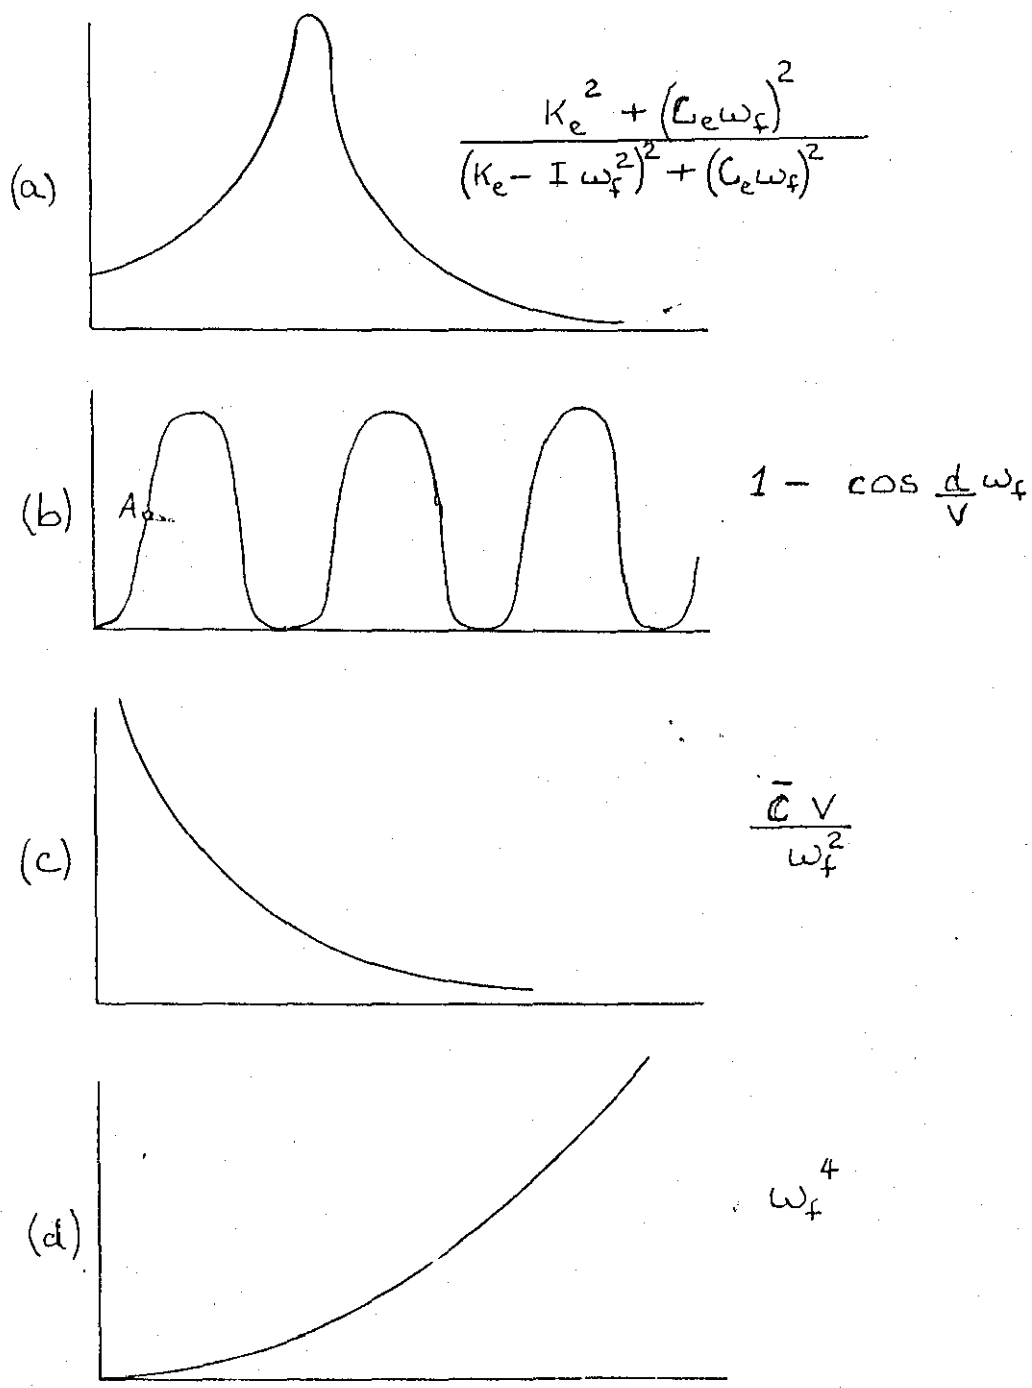 (a)
K_e^2 + (C_e ω_f)^2
(K_e - I ω_f^2)^2 + (C_e ω_f)^2
(b)
1 - cos d/V ω_f
(c)
C̄ V
ω_f^2
(d)
ω_f^4